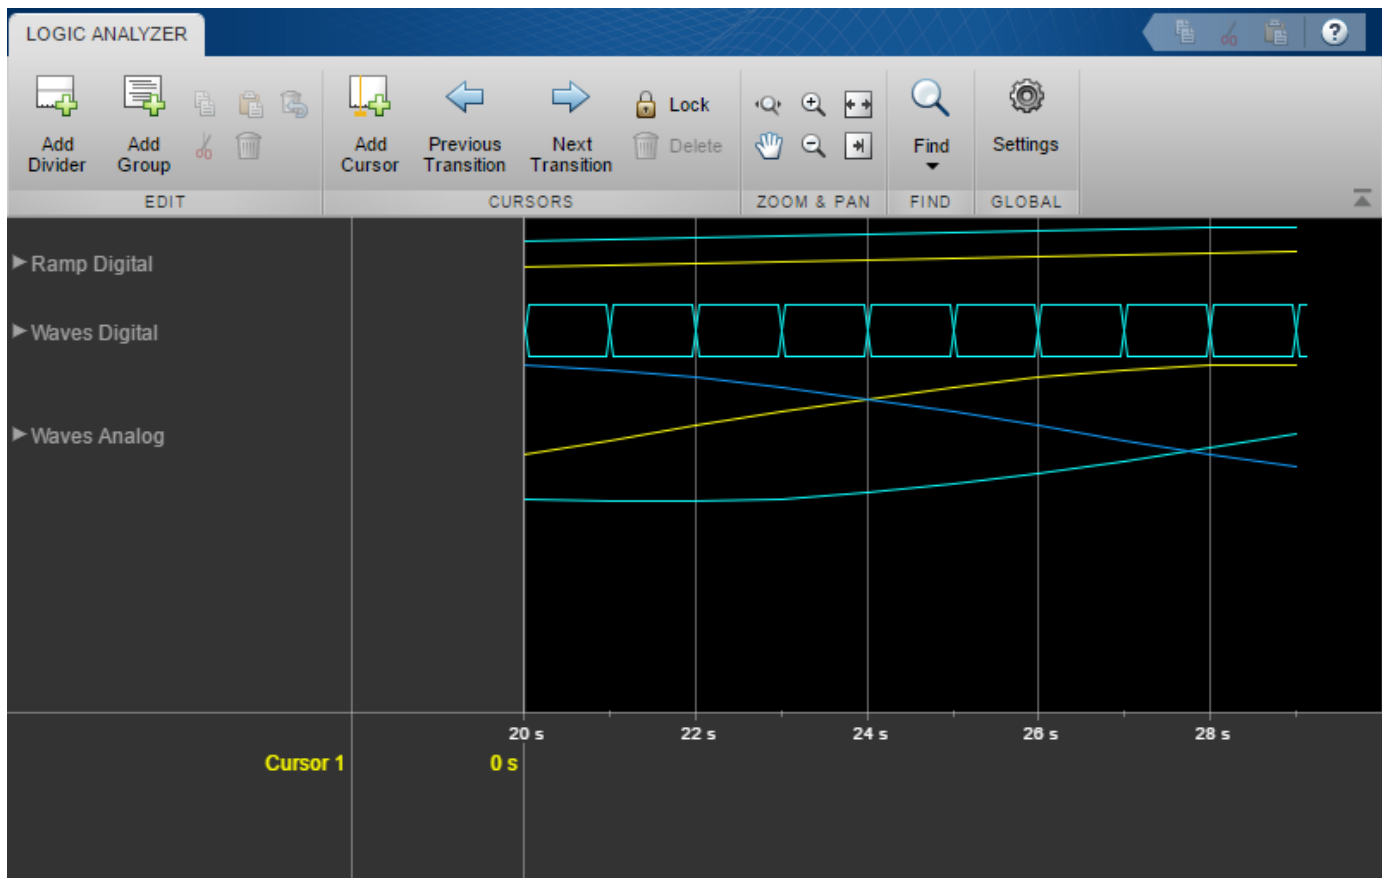 LOGIC ANALYZER
?
Add Divider
Add Group
EDIT
Add Cursor
Previous Transition
Next Transition
Lock
Delete
CURSORS
ZOOM & PAN
Find
FIND
Settings
GLOBAL
Ramp Digital
Waves Digital
Waves Analog
20 s 22 s 24 s 26 s 28 s
Cursor 1 0 s